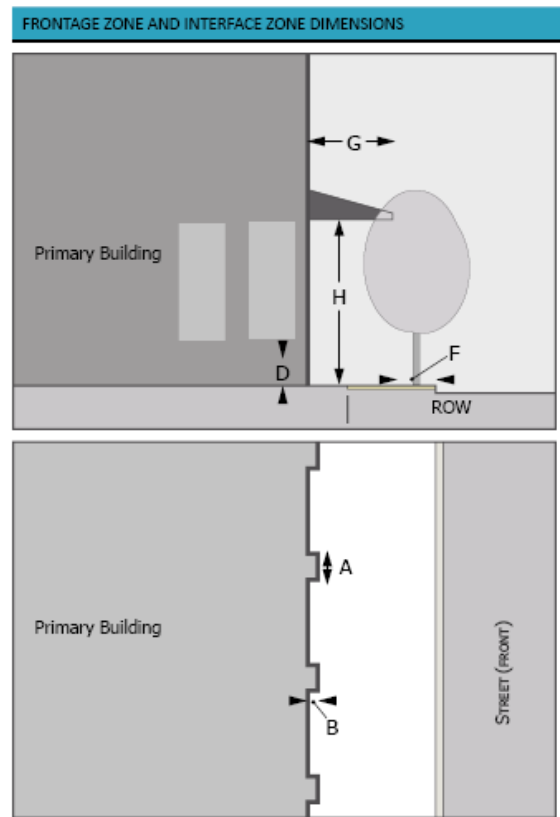 FRONTAGE ZONE AND INTERFACE ZONE DIMENSIONS
G
Primary Building
H
F
D
ROW
A
Primary Building
B
STREET (FRONT)